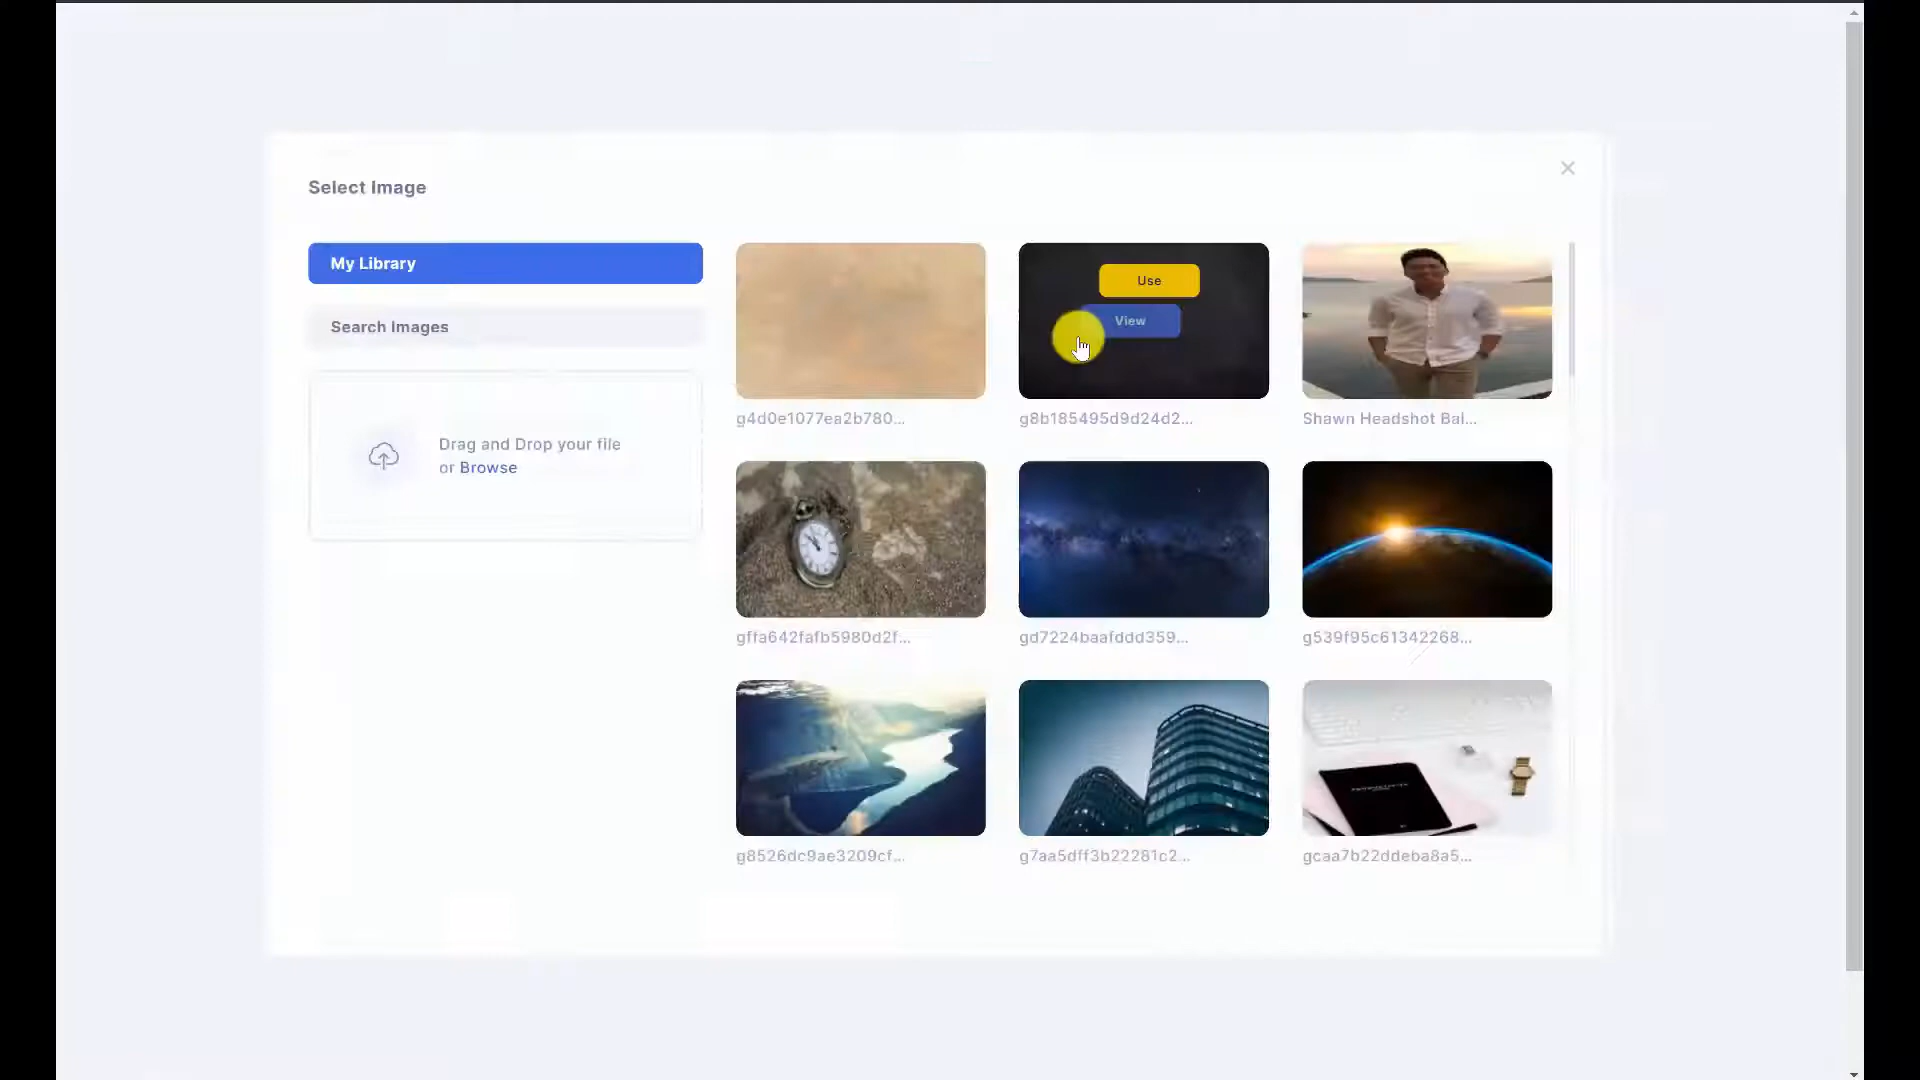 Select Image
My Library
Search Images
Drag and Drop your file
or Browse
Use
View
g4d0e1077ea2b780...
g8b185495d9d24d2...
Shawn Headshot Bal...
gffa642fafb5980d2f...
gd7224baafddd359...
g539f95c61342268...
g8526dc9ae3209cf...
g7aa5dff3b22281c2...
gcaa7b22ddeba8a5...